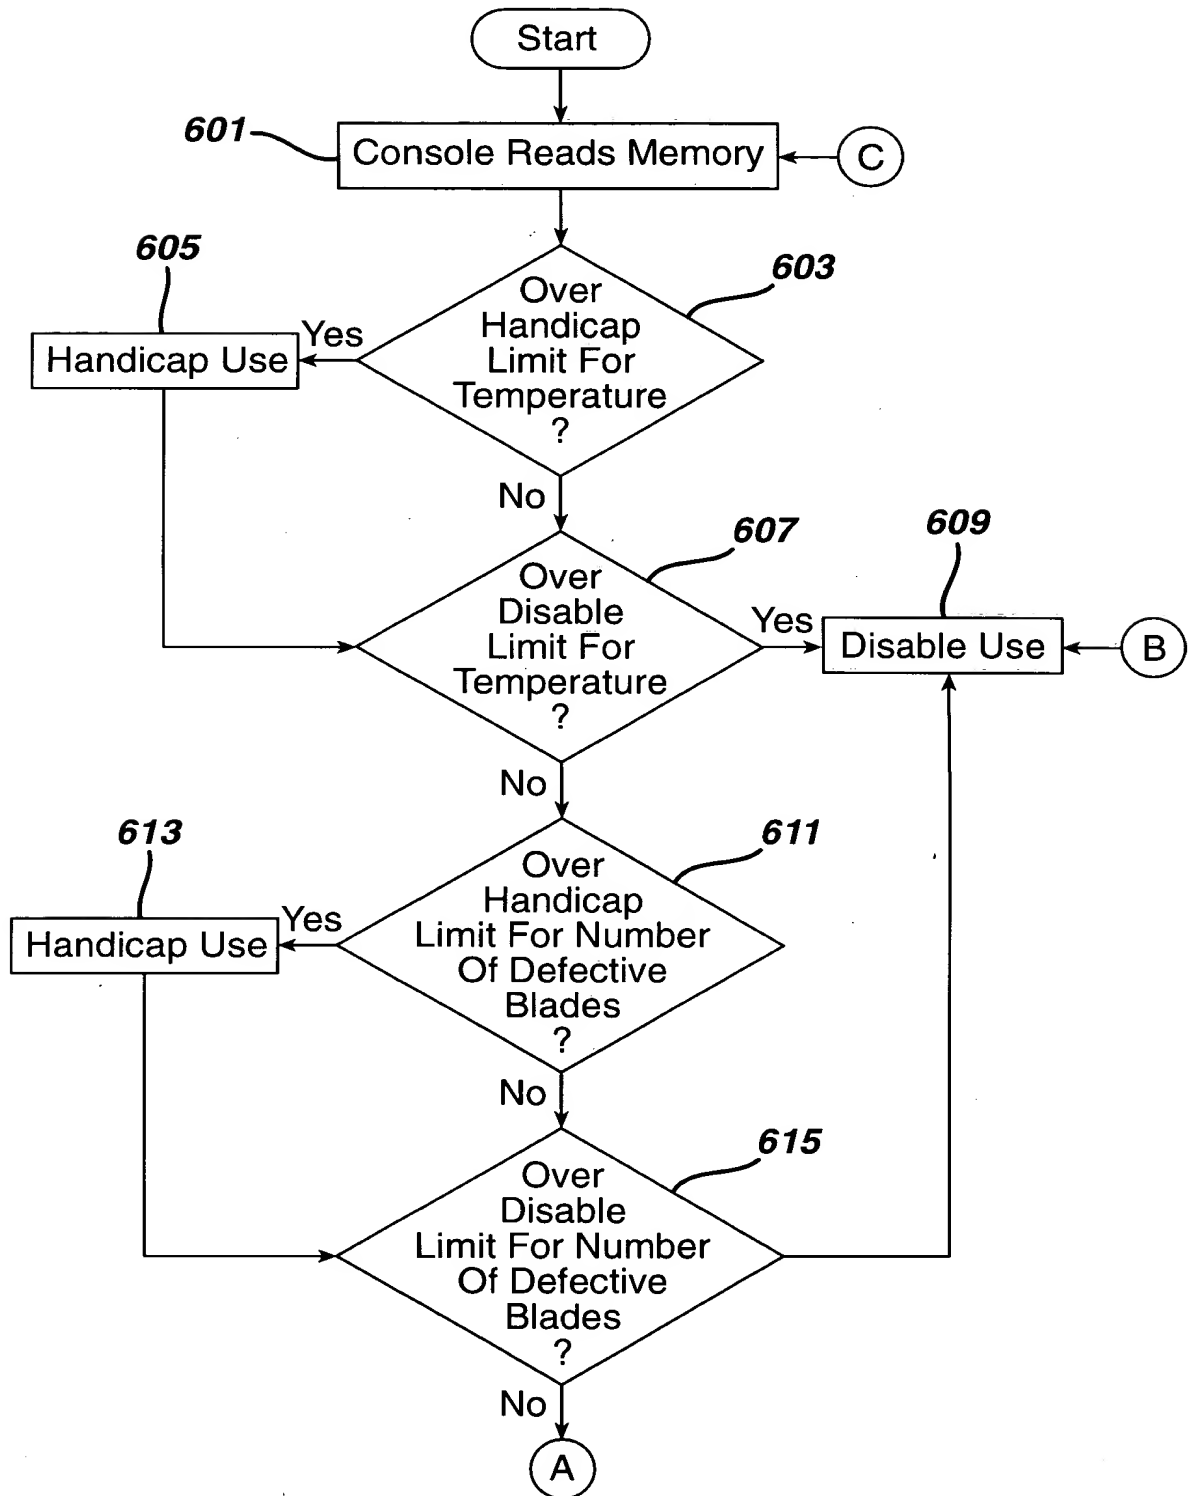 Start
601
Console Reads Memory
C
605
603
Over
Handicap
Limit For
Temperature
?
Yes
Handicap Use
No
607
609
Over
Disable
Limit For
Temperature
?
Yes
Disable Use
B
No
613
611
Over
Handicap
Limit For Number
Of Defective
Blades
?
Yes
Handicap Use
No
615
Over
Disable
Limit For Number
Of Defective
Blades
?
No
A